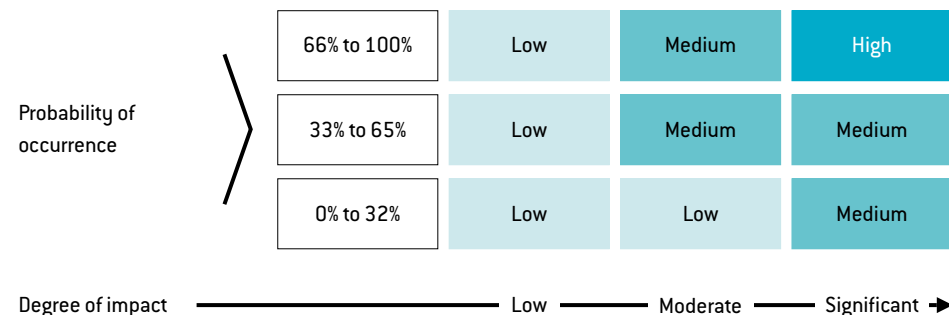 66% to 100% Low Medium High
Probability of
occurrence
33% to 65% Low Medium Medium
0% to 32% Low Low Medium
Degree of impact Low Moderate Significant